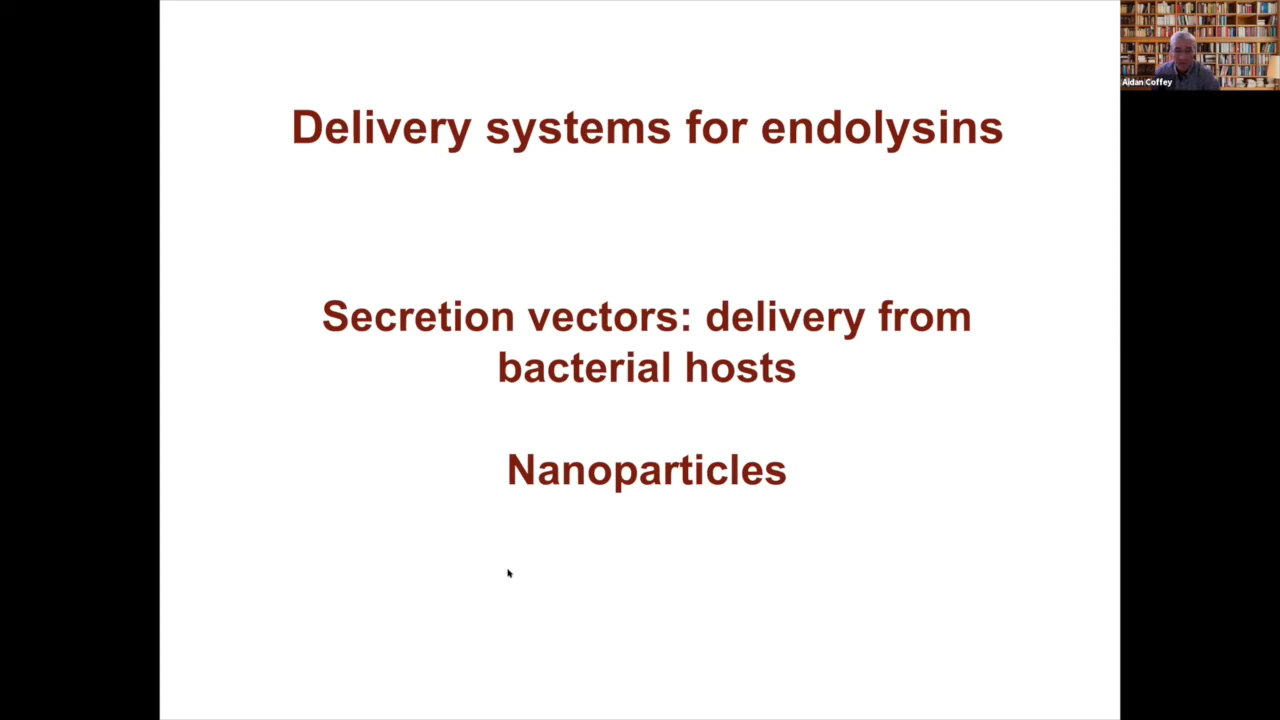 Delivery systems for endolysins
Secretion vectors: delivery from
bacterial hosts
Nanoparticles
Aidan Coffey